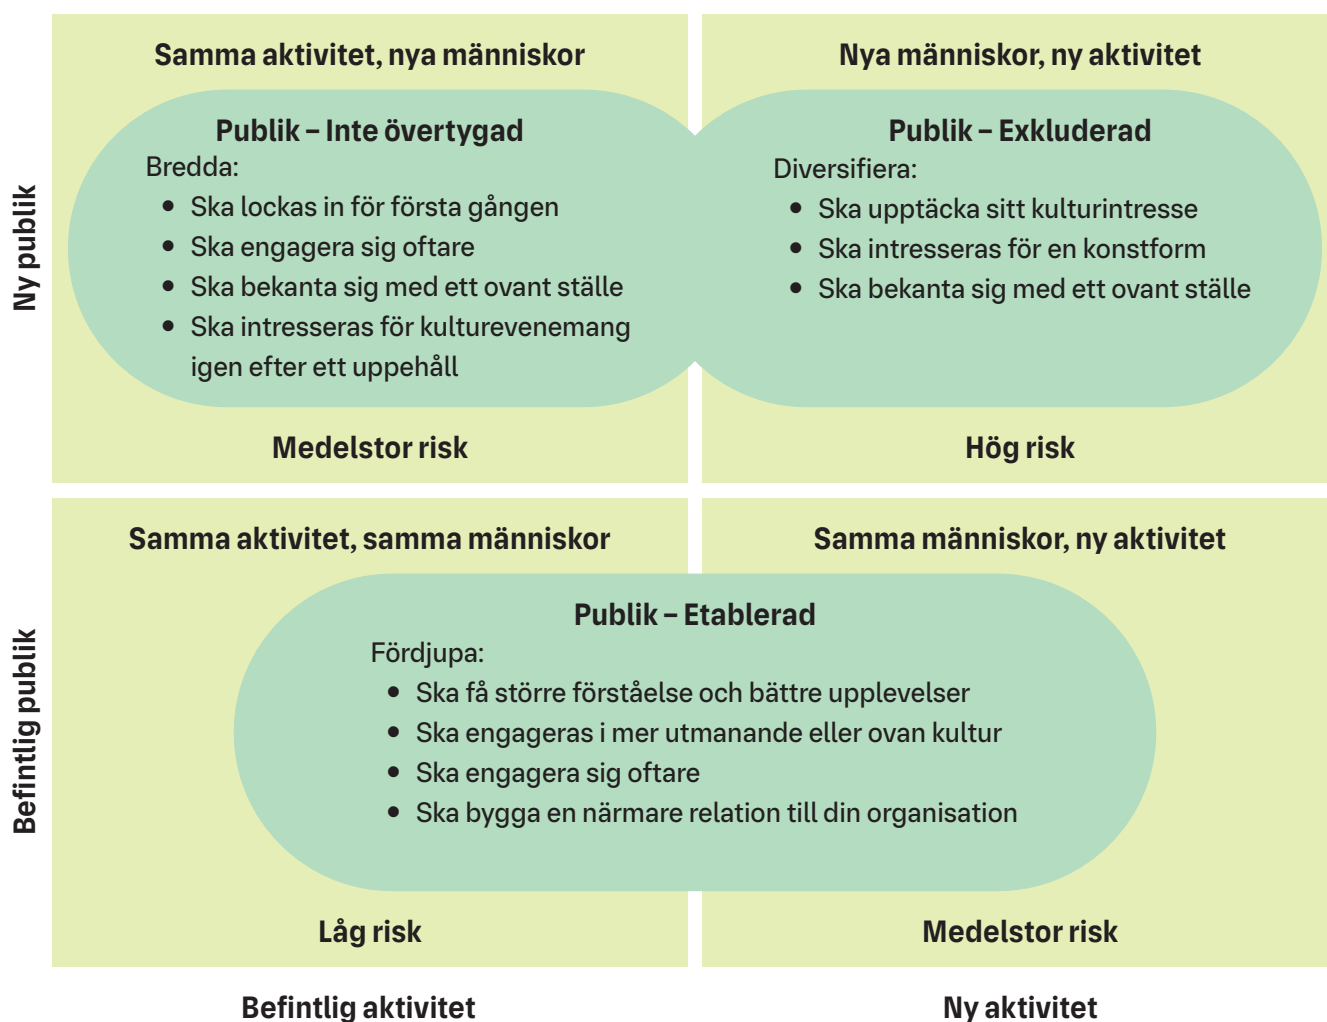 Samma aktivitet, nya människor
Publik – Inte övertygad
Bredda:
• Ska lockas in för första gången
• Ska engagera sig oftare
• Ska bekanta sig med ett ovant ställe
• Ska intresseras för kulturevenemang
igen efter ett uppehåll
Medelstor risk
Nya människor, ny aktivitet
Publik – Exkluderad
Diversifiera:
• Ska upptäcka sitt kulturintresse
• Ska intresseras för en konstform
• Ska bekanta sig med ett ovant ställe
Hög risk
Ny publik
Samma aktivitet, samma människor
Samma människor, ny aktivitet
Publik – Etablerad
Fördjupa:
• Ska få större förståelse och bättre upplevelser
• Ska engageras i mer utmanande eller ovan kultur
• Ska engagera sig oftare
• Ska bygga en närmare relation till din organisation
Låg risk
Medelstor risk
Befintlig publik
Befintlig aktivitet
Ny aktivitet